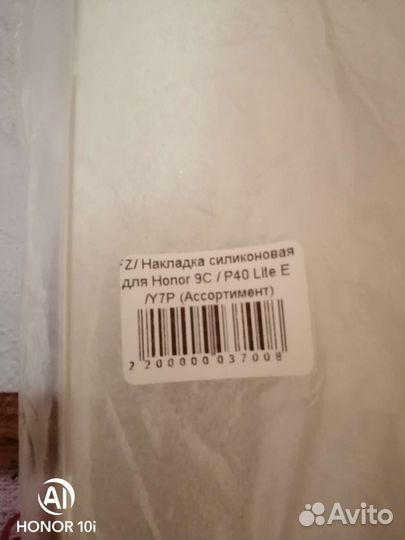 FZ/ Накладка силиконовая
для Honor 9C / P40 Lite E
/Y7P (Ассортимент)
2 200000 037008
AI
HONOR 10i
Avito